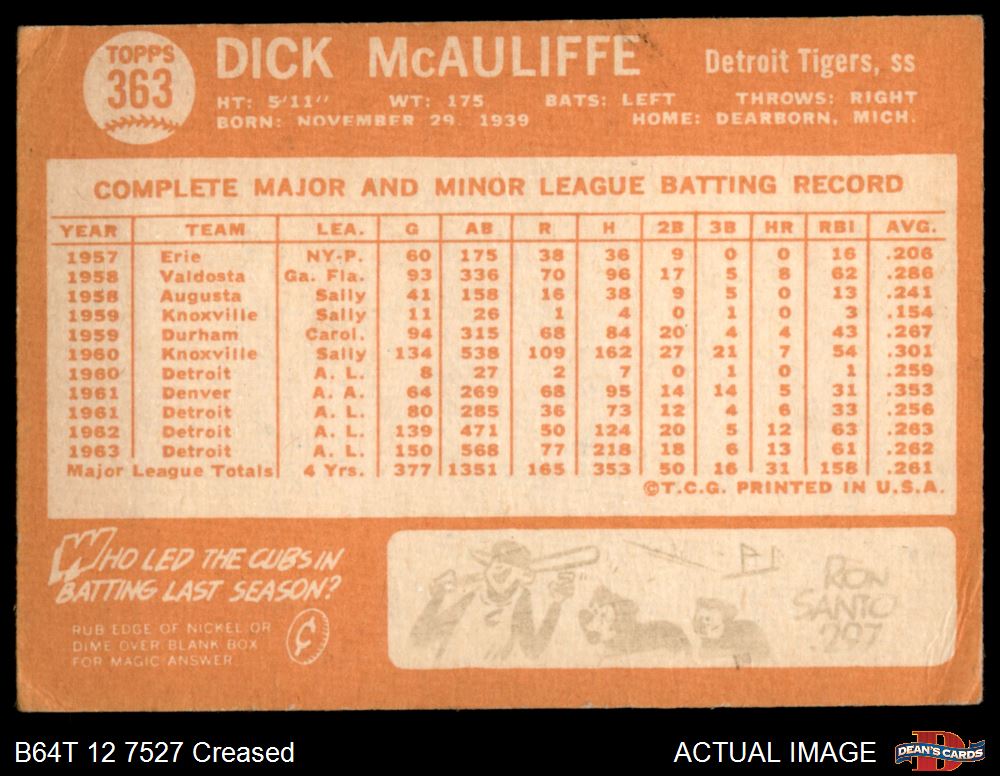 TOPPS
363
DICK McAULIFFE
Detroit Tigers, ss
HT: 5'11" WT: 175 BATS: LEFT THROWS: RIGHT
BORN: NOVEMBER 29, 1939 HOME: DEARBORN, MICH.
COMPLETE MAJOR AND MINOR LEAGUE BATTING RECORD
YEAR TEAM LEA. G AB R H 2B 3B HR RBI AVG.
1957 Erie NY-P. 60 175 38 36 9 0 0 16 .206
1958 Valdosta Ga. Fla. 93 336 70 96 17 5 8 62 .286
1958 Augusta Sally 41 158 16 38 9 5 0 13 .241
1959 Knoxville Sally 11 26 1 4 0 1 0 3 .154
1959 Durham Carol. 94 315 68 84 20 4 4 43 .267
1960 Knoxville Sally 134 538 109 162 27 21 7 54 .301
1960 Detroit A. L. 8 27 2 7 0 1 0 1 .259
1961 Denver A. A. 64 269 68 95 14 14 5 31 .353
1961 Detroit A. L. 80 285 36 73 12 4 6 33 .256
1962 Detroit A. L. 139 471 50 124 20 5 12 63 .263
1963 Detroit A. L. 150 568 77 218 18 6 13 61 .262
Major League Totals 4 Yrs. 377 1351 165 353 50 16 31 158 .261
©T.C.G. PRINTED IN U.S.A.
WHO LED THE CUBS IN
BATTING LAST SEASON?
RUB EDGE OF NICKEL OR
DIME OVER BLANK BOX
FOR MAGIC ANSWER
¢
RON
SANTO
.297
B64T 12 7527 Creased
ACTUAL IMAGE
DEAN'S CARDS